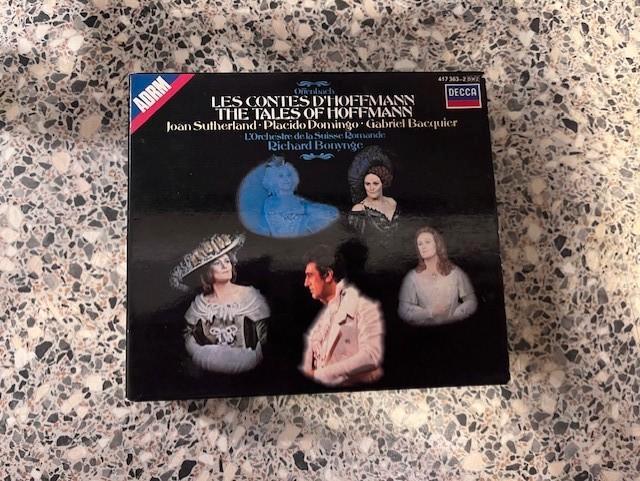 ADRM
417 363-2 DH2
DECCA
Offenbach
LES CONTES D'HOFFMANN
THE TALES OF HOFFMANN
Joan Sutherland · Placido Domingo · Gabriel Bacquier
L'Orchestre de la Suisse Romande
Richard Bonynge